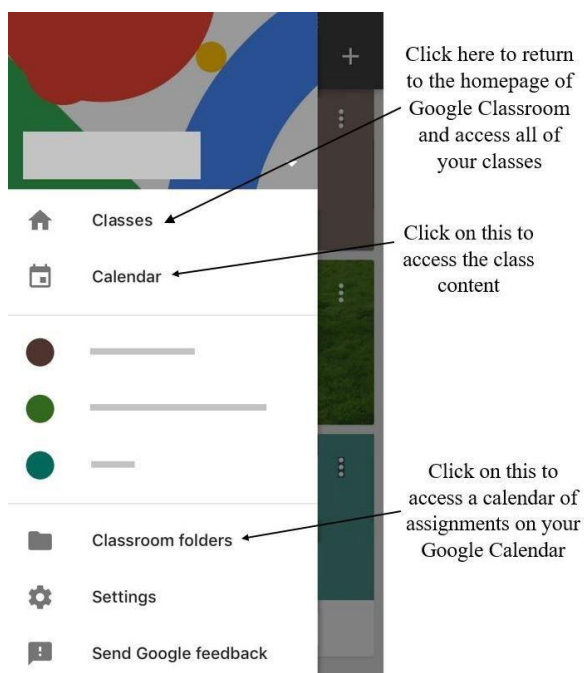 Click here to return
to the homepage of
Google Classroom
and access all of
your classes
Classes
Click on this to
access the class
content
Calendar
Click on this to
access a calendar of
assignments on your
Google Calendar
Classroom folders
Settings
Send Google feedback